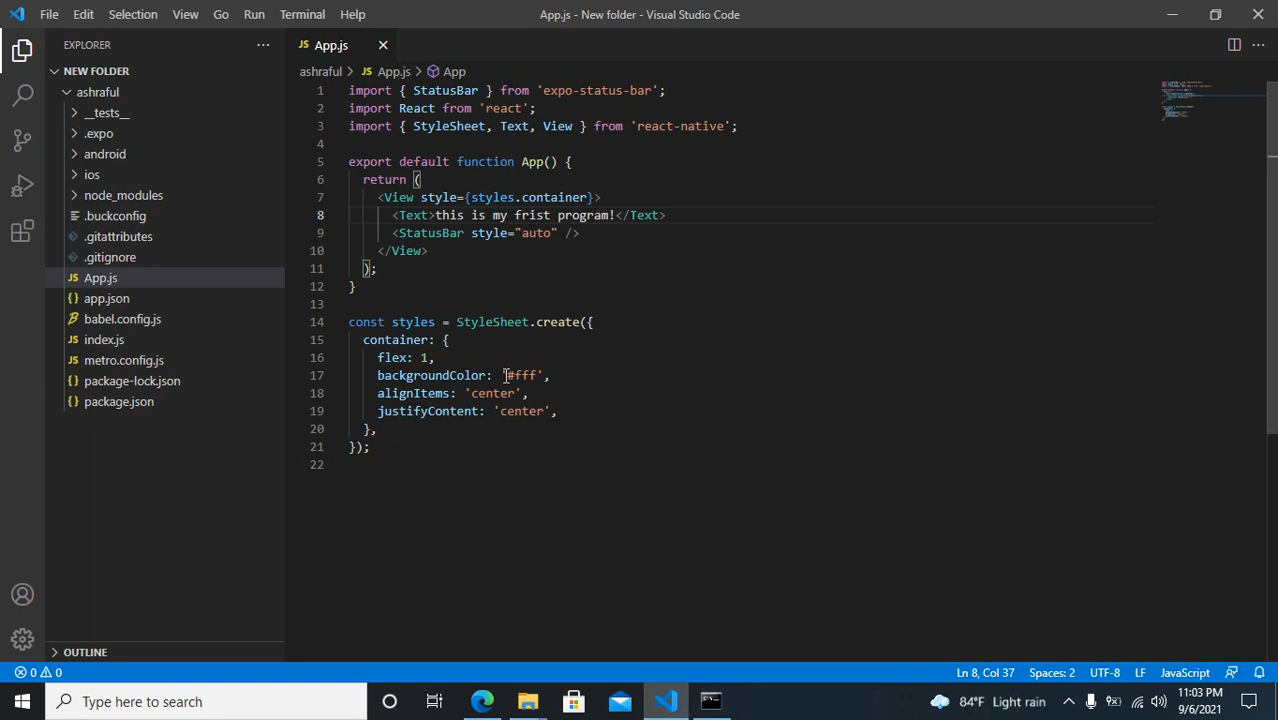 File Edit Selection View Go Run Terminal Help App.js - New folder - Visual Studio Code
EXPLORER
NEW FOLDER
ashraful
__tests__
.expo
android
ios
node_modules
.buckconfig
.gitattributes
.gitignore
App.js
app.json
babel.config.js
index.js
metro.config.js
package-lock.json
package.json
OUTLINE
App.js
ashraful > JS App.js > App
1 import { StatusBar } from 'expo-status-bar';
2 import React from 'react';
3 import { StyleSheet, Text, View } from 'react-native';
4
5 export default function App() {
6 return (
7 <View style={styles.container}>
8 <Text>this is my frist program!</Text>
9 <StatusBar style="auto" />
10 </View>
11 );
12 }
13
14 const styles = StyleSheet.create({
15 container: {
16 flex: 1,
17 backgroundColor: '#fff',
18 alignItems: 'center',
19 justifyContent: 'center',
20 },
21 });
22
0 0 Ln 8, Col 37 Spaces: 2 UTF-8 LF JavaScript
Type here to search 84°F Light rain 11:03 PM
9/6/2021